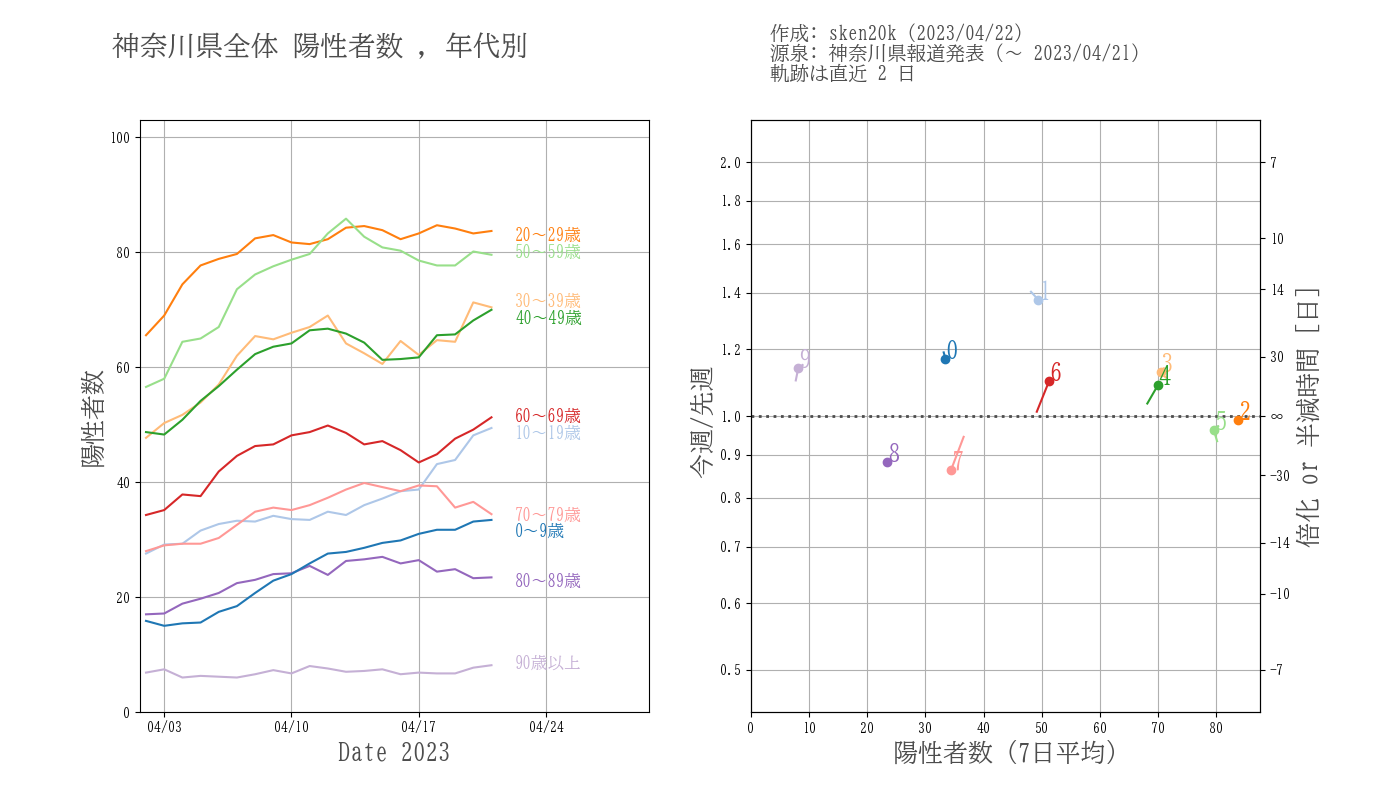 神奈川県全体 陽性者数 , 年代別
作成: sken20k (2023/04/22)
源泉: 神奈川県報道発表 (〜 2023/04/21)
軌跡は直近 2 日
陽性者数
100
80
60
40
20
0
04/03
04/10
04/17
04/24
Date 2023
20〜29歳
50〜59歳
30〜39歳
40〜49歳
60〜69歳
10〜19歳
70〜79歳
0〜9歳
80〜89歳
90歳以上
今週/先週
2.0
1.8
1.6
1.4
1.2
1.0
0.9
0.8
0.7
0.6
0.5
0
10
20
30
40
50
60
70
80
陽性者数 (7日平均)
1
0
9
6
3
4
2
5
8
7
7
10
14
30
∞
−30
−14
−10
−7
倍化 or 半減時間 [日]